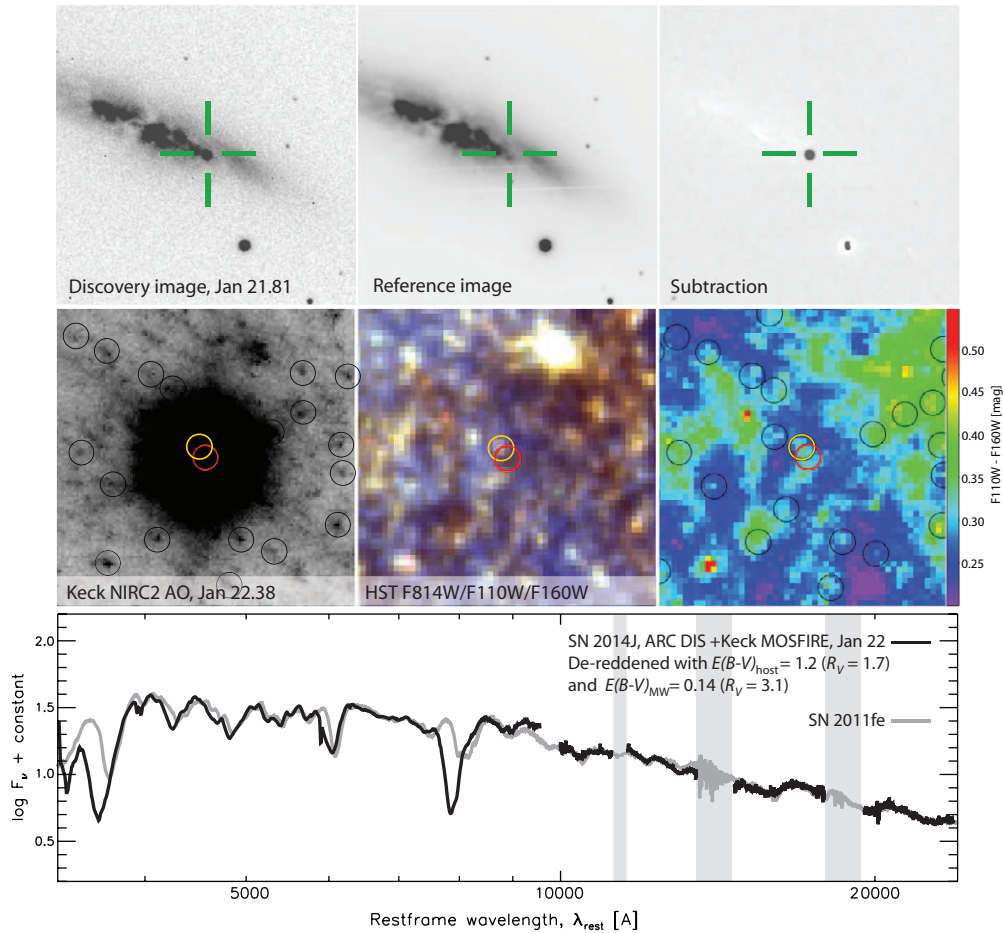 Discovery image, Jan 21.81
Reference image
Subtraction
Keck NIRC2 AO, Jan 22.38
HST F814W/F110W/F160W
0.50
0.45
0.40
0.35
0.30
0.25
F110W - F160W [mag]
SN 2014J, ARC DIS +Keck MOSFIRE, Jan 22
De-reddened with E(B-V)host= 1.2 (RV = 1.7)
and E(B-V)MW= 0.14 (RV = 3.1)
SN 2011fe
2.0
1.5
1.0
0.5
log Fν + constant
5000
10000
20000
Restframe wavelength, λrest [A]